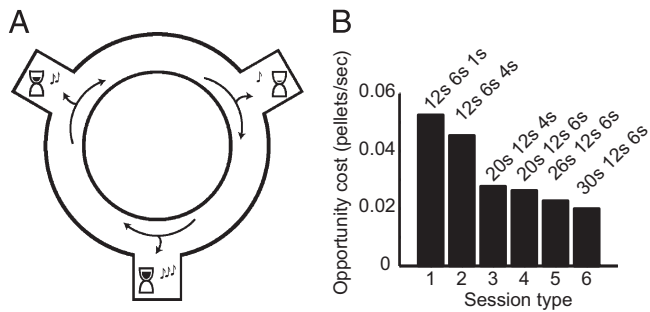 A
B
Opportunity cost (pellets/sec)
0.06
0.04
0.02
0
12s 6s 1s
12s 6s 4s
20s 12s 4s
20s 12s 6s
26s 12s 6s
30s 12s 6s
1 2 3 4 5 6
Session type